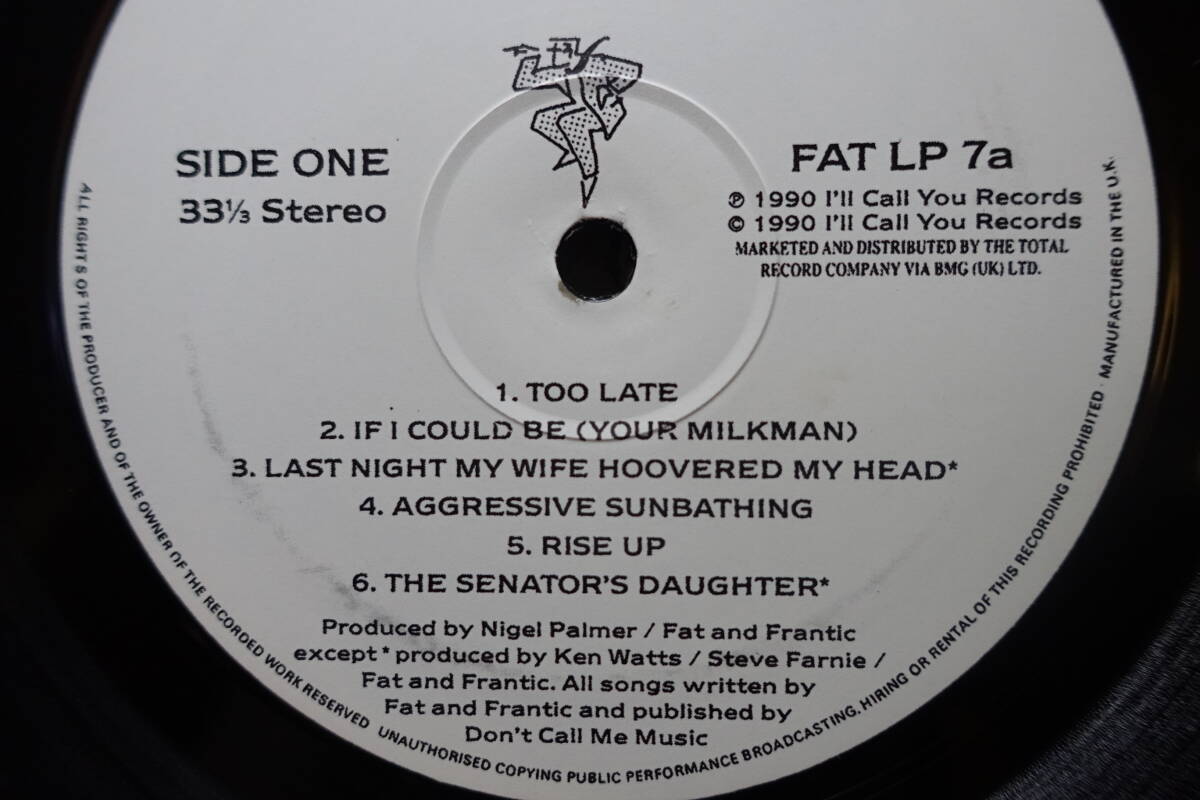 SIDE ONE
33⅓ Stereo
FAT LP 7a
℗ 1990 I'll Call You Records
© 1990 I'll Call You Records
MARKETED AND DISTRIBUTED BY THE TOTAL
RECORD COMPANY VIA BMG (UK) LTD.
1. TOO LATE
2. IF I COULD BE (YOUR MILKMAN)
3. LAST NIGHT MY WIFE HOOVERED MY HEAD*
4. AGGRESSIVE SUNBATHING
5. RISE UP
6. THE SENATOR'S DAUGHTER*
Produced by Nigel Palmer / Fat and Frantic
except * produced by Ken Watts / Steve Farnie /
Fat and Frantic. All songs written by
Fat and Frantic and published by
Don't Call Me Music
ALL RIGHTS OF THE PRODUCER AND OF THE OWNER OF THE RECORDED WORK RESERVED UNAUTHORISED COPYING PUBLIC PERFORMANCE BROADCASTING. HIRING OR RENTAL OF THIS RECORDING PROHIBITED · MANUFACTURED IN THE U.K.